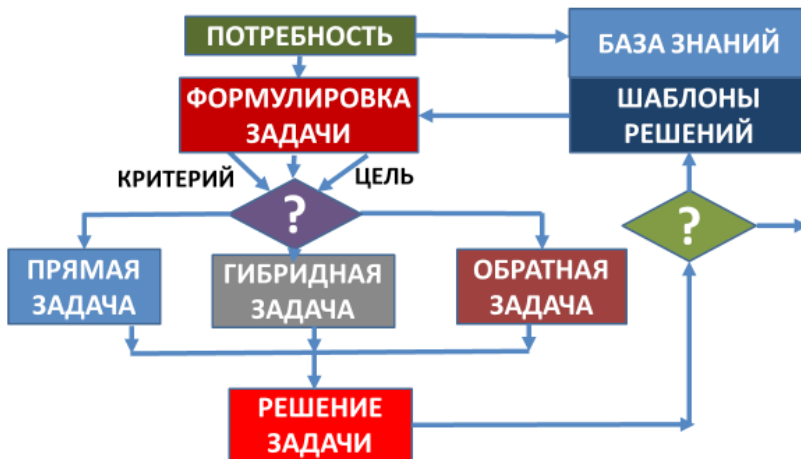 ПОТРЕБНОСТЬ
БАЗА ЗНАНИЙ
ФОРМУЛИРОВКА
ЗАДАЧИ
ШАБЛОНЫ
РЕШЕНИЙ
КРИТЕРИЙ
ЦЕЛЬ
?
?
ПРЯМАЯ
ЗАДАЧА
ГИБРИДНАЯ
ЗАДАЧА
ОБРАТНАЯ
ЗАДАЧА
РЕШЕНИЕ
ЗАДАЧИ